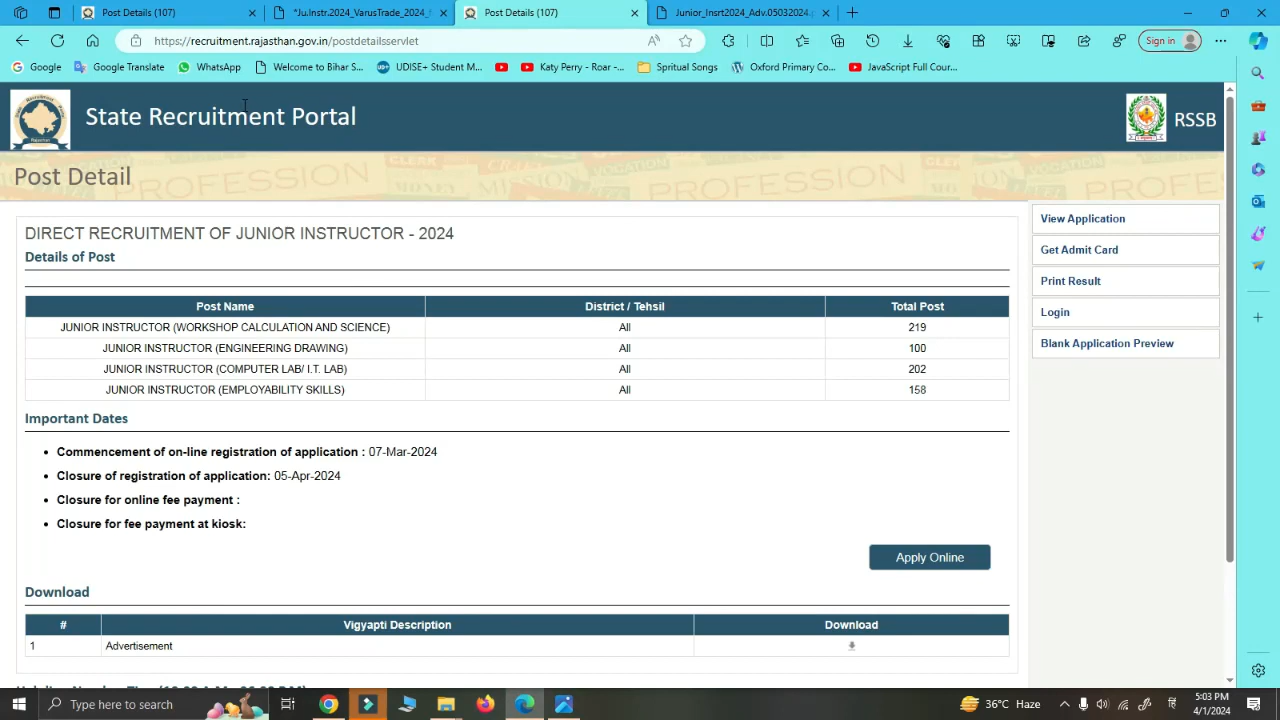 Post Details (107)
*Ju.Instr.2024_VarusTrade_2024_
Post Details (107)
Junior_Insrt2024_Adv.05032024.p
https://recruitment.rajasthan.gov.in/postdetailsservlet
Sign in
Google
Google Translate
WhatsApp
Welcome to Bihar S...
UDISE+ Student M...
Katy Perry - Roar -...
Spritual Songs
Oxford Primary Co...
JavaScript Full Cour...
State Recruitment Portal
RSSB
Post Detail
DIRECT RECRUITMENT OF JUNIOR INSTRUCTOR - 2024
Details of Post
Post Name District / Tehsil Total Post
JUNIOR INSTRUCTOR (WORKSHOP CALCULATION AND SCIENCE) All 219
JUNIOR INSTRUCTOR (ENGINEERING DRAWING) All 100
JUNIOR INSTRUCTOR (COMPUTER LAB/ I.T. LAB) All 202
JUNIOR INSTRUCTOR (EMPLOYABILITY SKILLS) All 158
Important Dates
• Commencement of on-line registration of application : 07-Mar-2024
• Closure of registration of application: 05-Apr-2024
• Closure for online fee payment :
• Closure for fee payment at kiosk:
Apply Online
Download
# Vigyapti Description Download
1 Advertisement
View Application
Get Admit Card
Print Result
Login
Blank Application Preview
Type here to search
36°C Haze
5:03 PM
4/1/2024